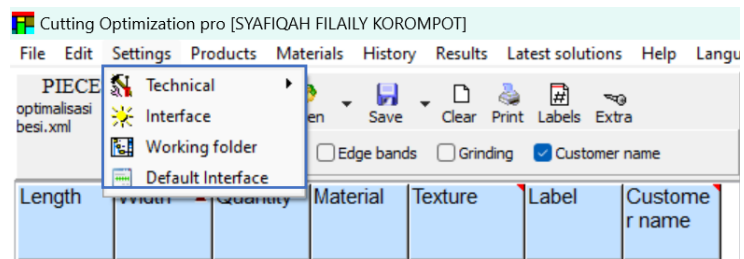 Cutting Optimization pro [SYAFIQAH FILAILY KOROMPOT]
File Edit Settings Products Materials History Results Latest solutions Help Langu
PIECE
optimalisasi
besi.xml
Technical
Interface
Working folder
Default Interface
en Save Clear Print Labels Extra
Edge bands Grinding Customer name
Length Width Quantity Material Texture Label Custome
r name